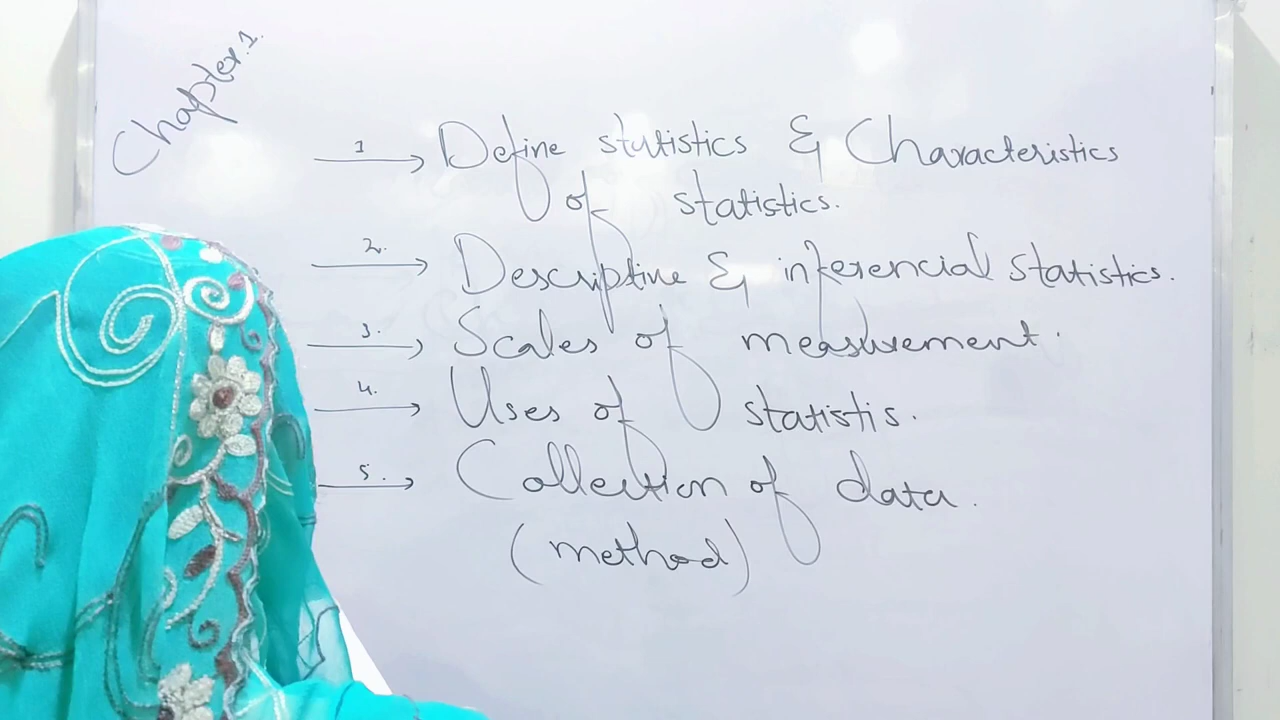 Chapter.1.
1 → Define statistics & Characteristics
of statistics.
2. → Descriptive & inferencial statistics.
3. → Scales of measurement.
4. → Uses of statistis.
5. → Collection of data.
(method)